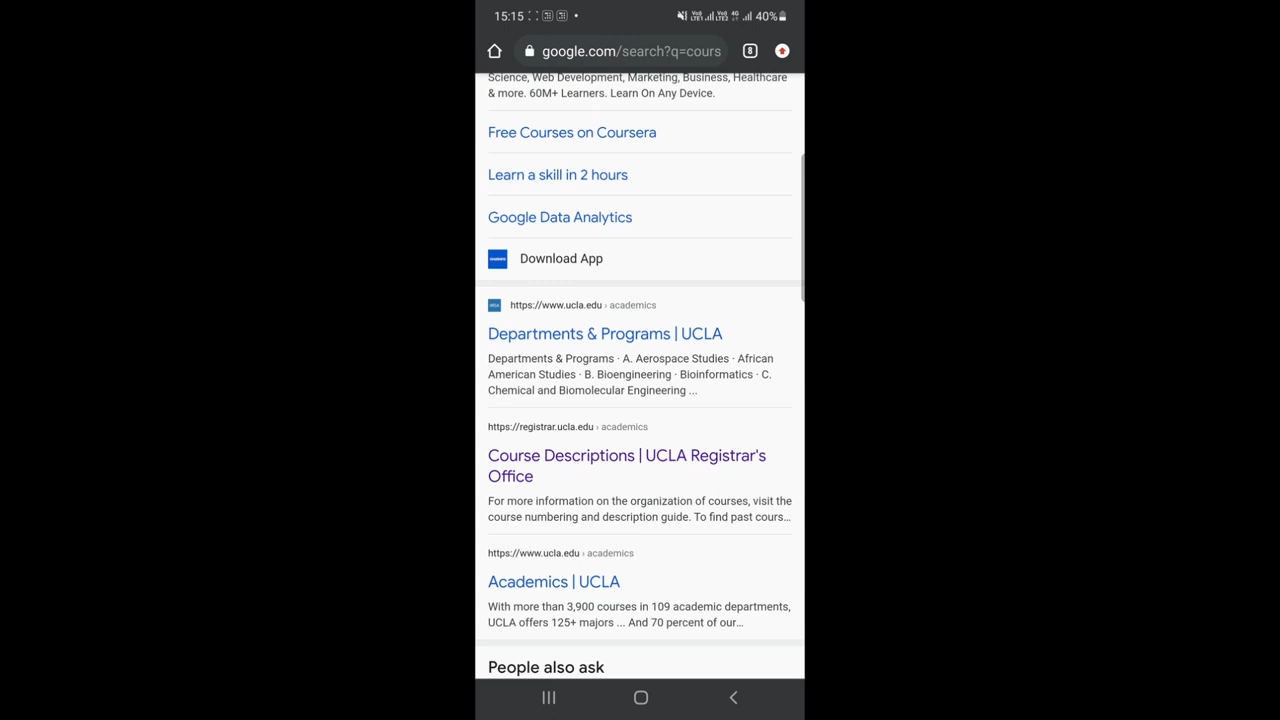 15:15
VoLTE1 VoLTE2 4G 40%
google.com/search?q=cours
8
Science, Web Development, Marketing, Business, Healthcare
& more. 60M+ Learners. Learn On Any Device.
Free Courses on Coursera
Learn a skill in 2 hours
Google Data Analytics
Download App
UCLA https://www.ucla.edu › academics
Departments & Programs | UCLA
Departments & Programs · A. Aerospace Studies · African
American Studies · B. Bioengineering · Bioinformatics · C.
Chemical and Biomolecular Engineering ...
https://registrar.ucla.edu › academics
Course Descriptions | UCLA Registrar's
Office
For more information on the organization of courses, visit the
course numbering and description guide. To find past cours...
https://www.ucla.edu › academics
Academics | UCLA
With more than 3,900 courses in 109 academic departments,
UCLA offers 125+ majors ... And 70 percent of our...
People also ask